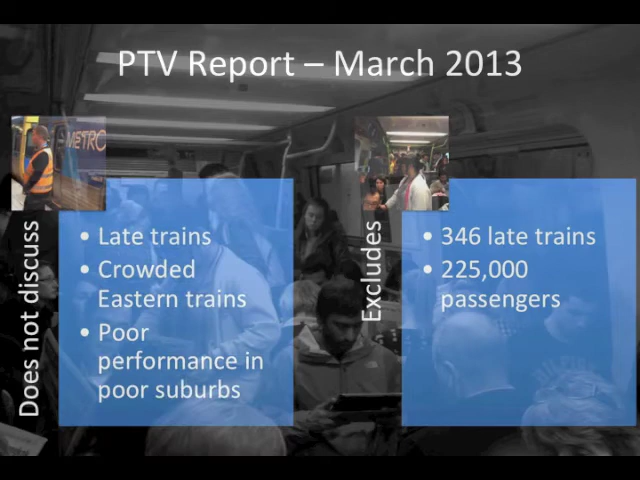 PTV Report – March 2013
METRO
Does not discuss
• Late trains
• Crowded
Eastern trains
• Poor
performance in
poor suburbs
Excludes
• 346 late trains
• 225,000
passengers